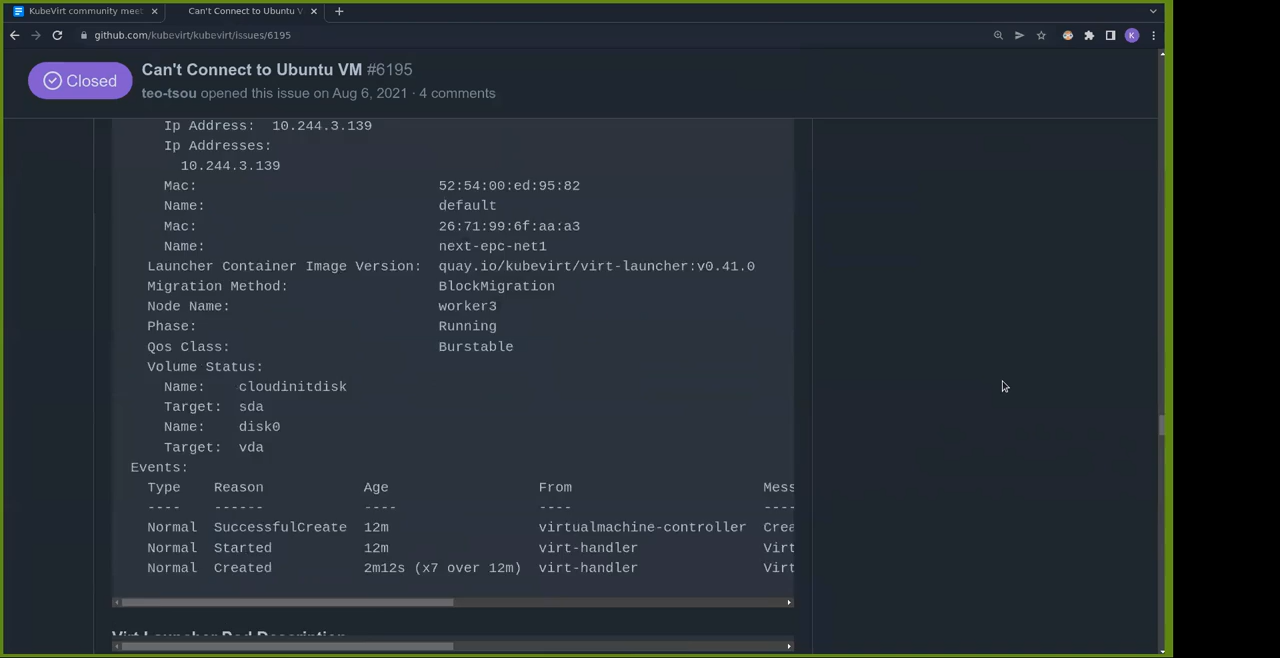 KubeVirt community meet
Can't Connect to Ubuntu V
github.com/kubevirt/kubevirt/issues/6195
K
Closed
Can't Connect to Ubuntu VM #6195
teo-tsou opened this issue on Aug 6, 2021 · 4 comments
Ip Address: 10.244.3.139
Ip Addresses:
10.244.3.139
Mac: 52:54:00:ed:95:82
Name: default
Mac: 26:71:99:6f:aa:a3
Name: next-epc-net1
Launcher Container Image Version: quay.io/kubevirt/virt-launcher:v0.41.0
Migration Method: BlockMigration
Node Name: worker3
Phase: Running
Qos Class: Burstable
Volume Status:
Name: cloudinitdisk
Target: sda
Name: disk0
Target: vda
Events:
Type Reason Age From Mess
---- ------ ---- ---- ----
Normal SuccessfulCreate 12m virtualmachine-controller Crea
Normal Started 12m virt-handler Virt
Normal Created 2m12s (x7 over 12m) virt-handler Virt
Virt Launcher Pod Description